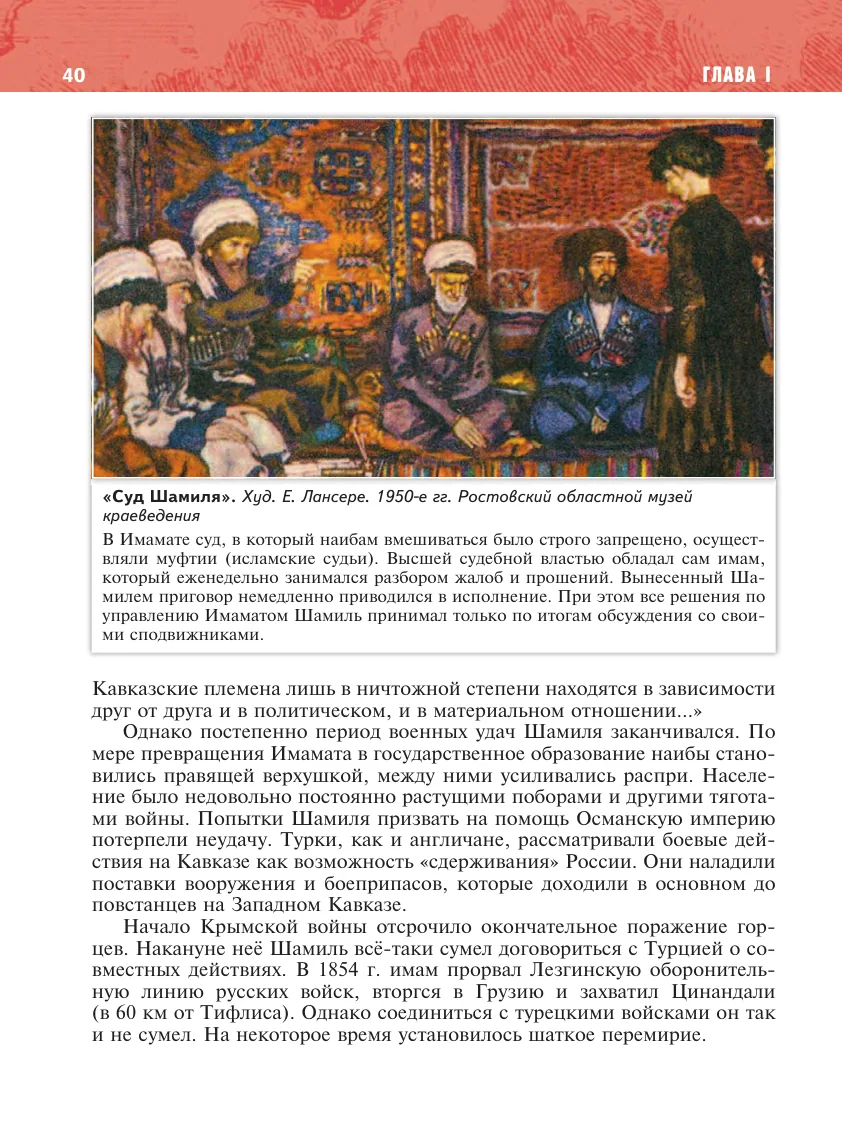 40
ГЛАВА I
«Суд Шамиля». Худ. Е. Лансере. 1950-е гг. Ростовский областной музей
краеведения
В Имамате суд, в который наибам вмешиваться было строго запрещено, осущест-
вляли муфтии (исламские судьи). Высшей судебной властью обладал сам имам,
который еженедельно занимался разбором жалоб и прошений. Вынесенный Ша-
милем приговор немедленно приводился в исполнение. При этом все решения по
управлению Имаматом Шамиль принимал только по итогам обсуждения со свои-
ми сподвижниками.
Кавказские племена лишь в ничтожной степени находятся в зависимости
друг от друга и в политическом, и в материальном отношении...»
Однако постепенно период военных удач Шамиля заканчивался. По
мере превращения Имамата в государственное образование наибы стано-
вились правящей верхушкой, между ними усиливались распри. Населе-
ние было недовольно постоянно растущими поборами и другими тягота-
ми войны. Попытки Шамиля призвать на помощь Османскую империю
потерпели неудачу. Турки, как и англичане, рассматривали боевые дей-
ствия на Кавказе как возможность «сдерживания» России. Они наладили
поставки вооружения и боеприпасов, которые доходили в основном до
повстанцев на Западном Кавказе.
Начало Крымской войны отсрочило окончательное поражение гор-
цев. Накануне неё Шамиль всё-таки сумел договориться с Турцией о со-
вместных действиях. В 1854 г. имам прорвал Лезгинскую оборонитель-
ную линию русских войск, вторгся в Грузию и захватил Цинандали
(в 60 км от Тифлиса). Однако соединиться с турецкими войсками он так
и не сумел. На некоторое время установилось шаткое перемирие.